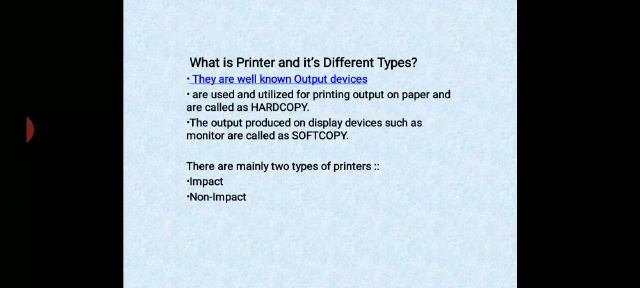 What is Printer and it's Different Types?
• They are well known Output devices
• are used and utilized for printing output on paper and
are called as HARDCOPY.
•The output produced on display devices such as
monitor are called as SOFTCOPY.
There are mainly two types of printers ::
•Impact
•Non-Impact